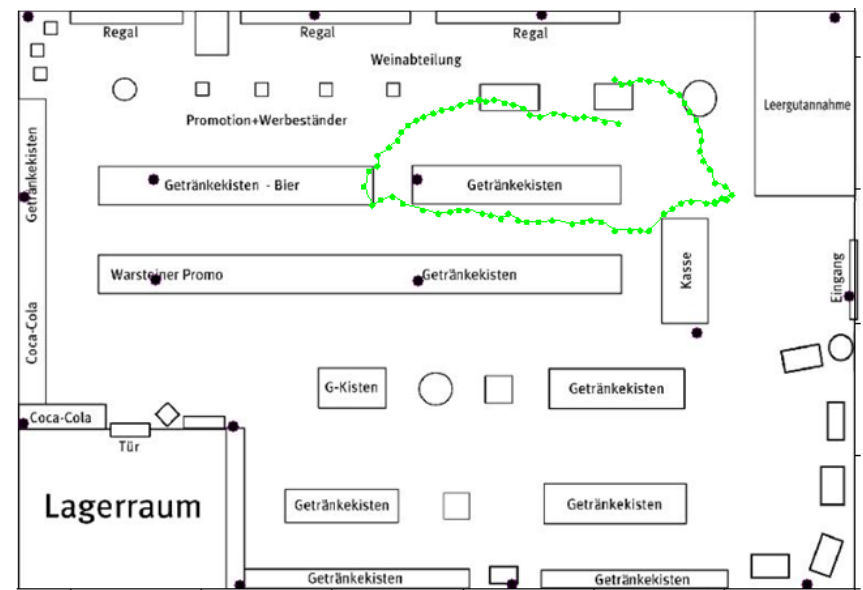 Regal
Regal
Regal
Weinabteilung
Leergutannahme
Promotion+Werbeständer
Getränkekisten
Getränkekisten - Bier
Getränkekisten
Warsteiner Promo
Getränkekisten
Kasse
Eingang
Coca-Cola
G-Kisten
Getränkekisten
Coca-Cola
Tür
Lagerraum
Getränkekisten
Getränkekisten
Getränkekisten
Getränkekisten